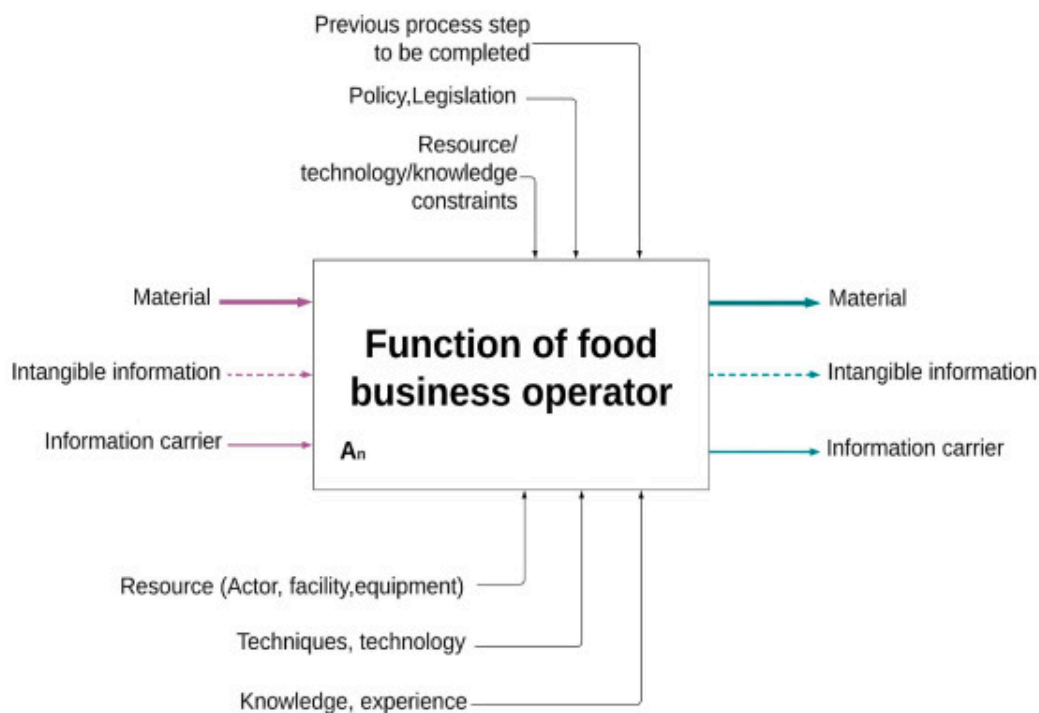 Previous process step
to be completed
Policy,Legislation
Resource/
technology/knowledge
constraints
Material
Intangible information
Information carrier
Function of food
business operator
An
Material
Intangible information
Information carrier
Resource (Actor, facility,equipment)
Techniques, technology
Knowledge, experience